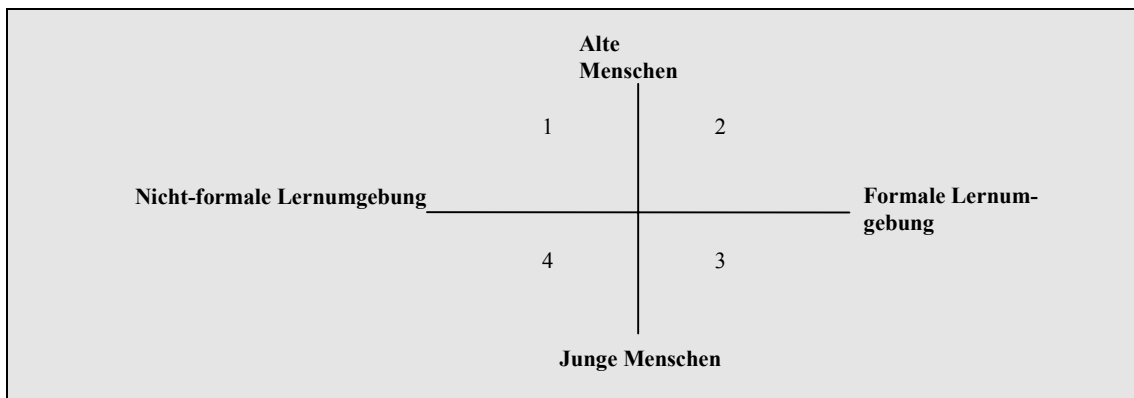 Alte
Menschen
1
2
Nicht-formale Lernumgebung
Formale Lernum-
gebung
4
3
Junge Menschen